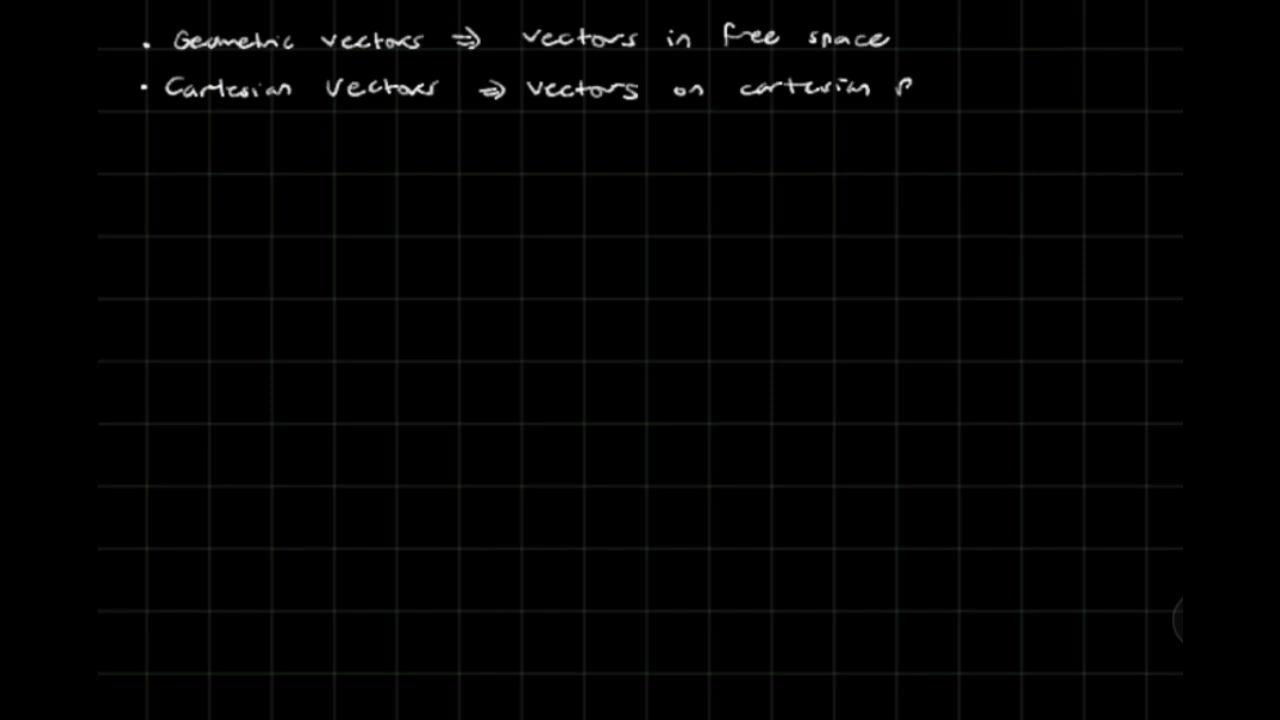 • Geometric vectors ⇒ vectors in free space
• Cartesian Vectors ⇒ vectors on cartesian p